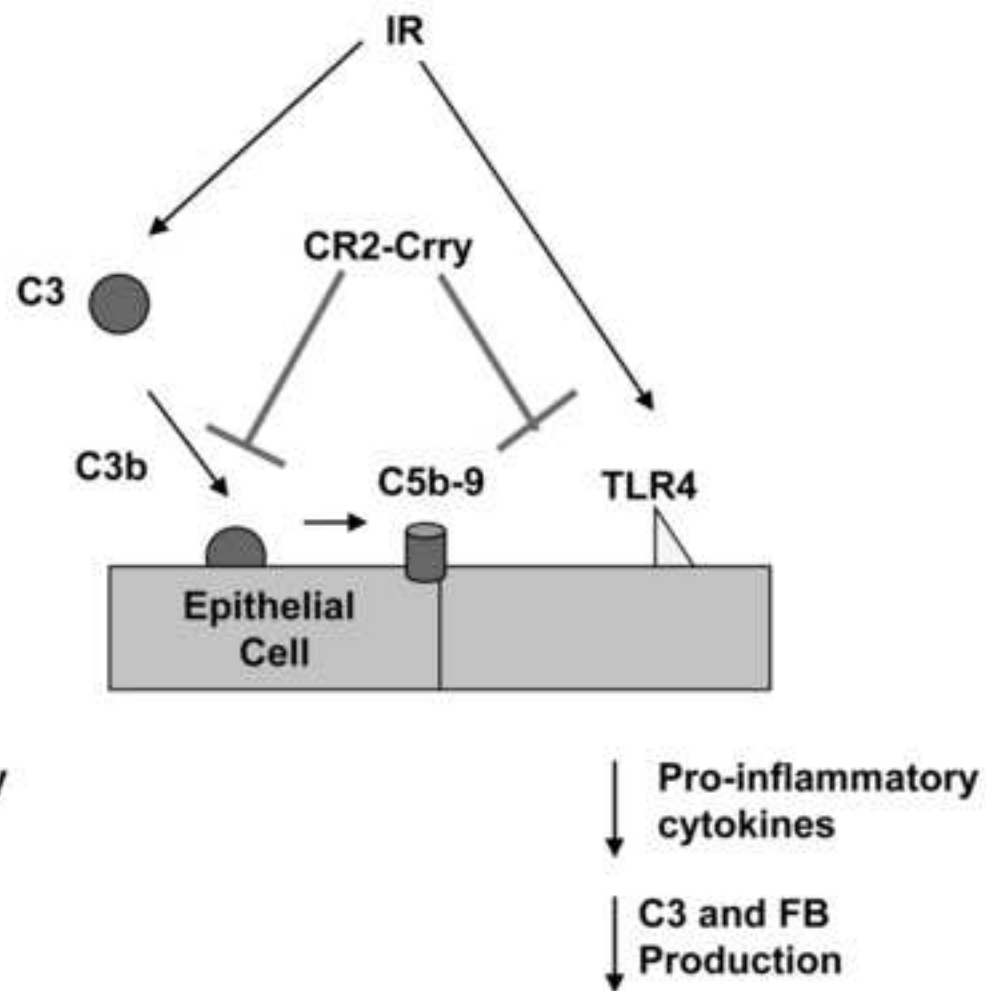 IR
CR2-Crry
C3
C3b
C5b-9
TLR4
Epithelial
Cell
Pro-inflammatory
cytokines
C3 and FB
Production